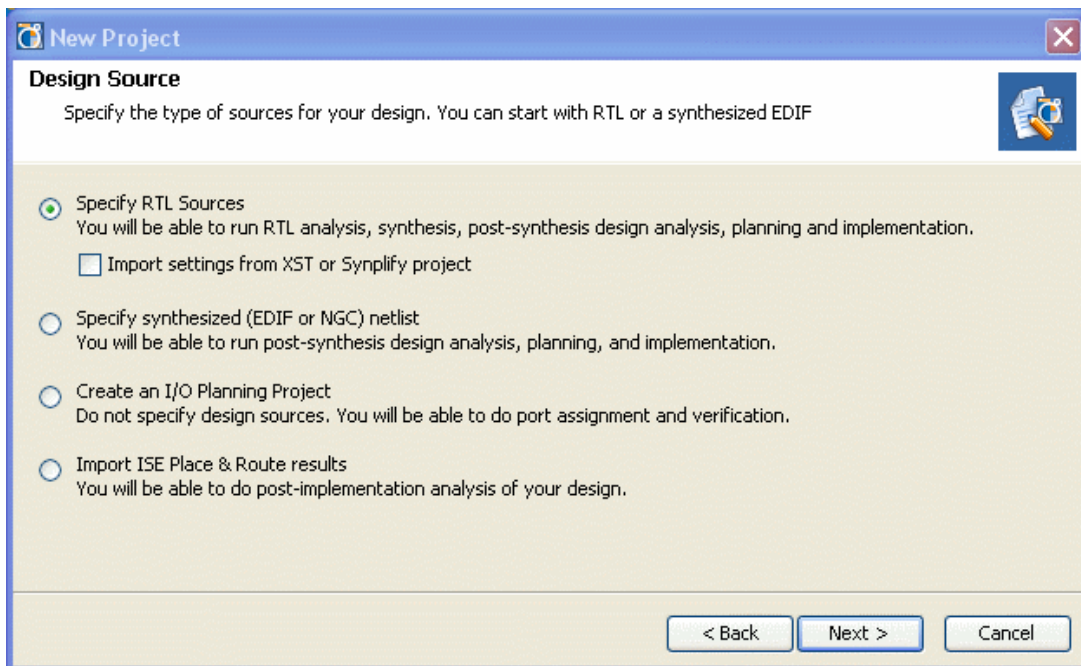 New Project
Design Source
Specify the type of sources for your design. You can start with RTL or a synthesized EDIF
Specify RTL Sources
You will be able to run RTL analysis, synthesis, post-synthesis design analysis, planning and implementation.
Import settings from XST or Synplify project
Specify synthesized (EDIF or NGC) netlist
You will be able to run post-synthesis design analysis, planning, and implementation.
Create an I/O Planning Project
Do not specify design sources. You will be able to do port assignment and verification.
Import ISE Place & Route results
You will be able to do post-implementation analysis of your design.
< Back Next > Cancel